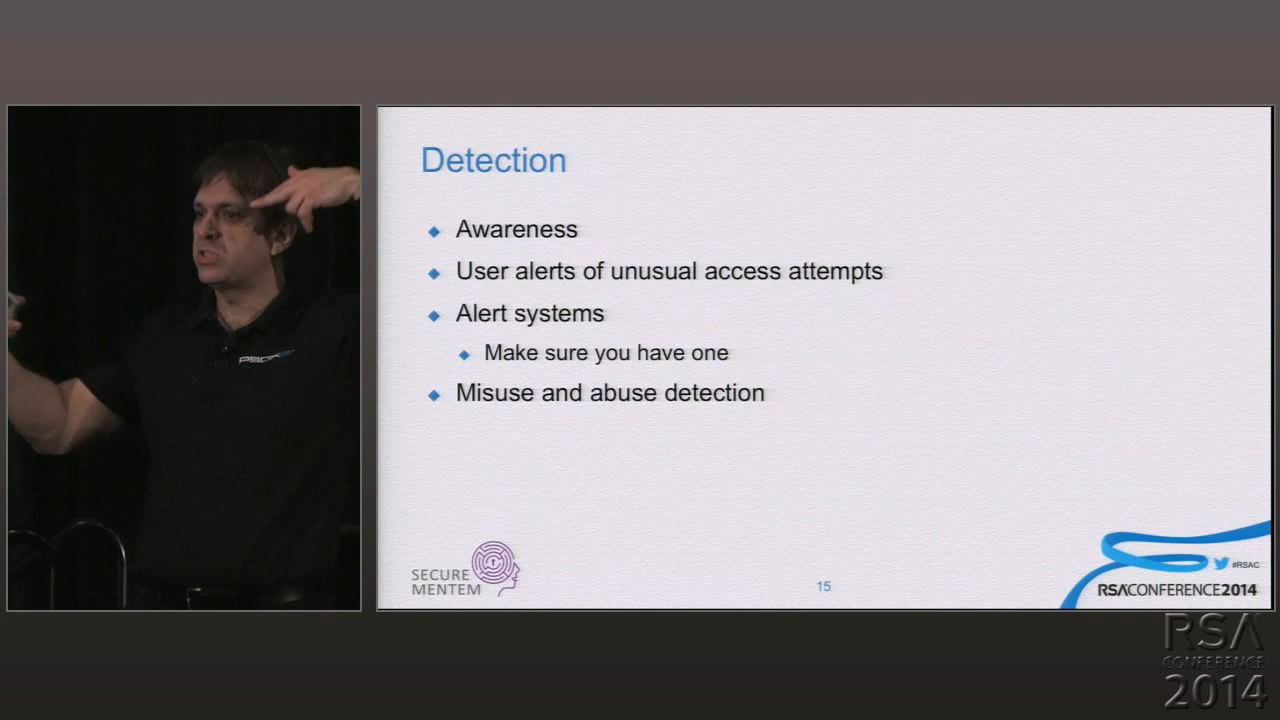 Detection
Awareness
User alerts of unusual access attempts
Alert systems
Make sure you have one
Misuse and abuse detection
SECURE
MENTEM
15
#RSAC
RSACONFERENCE2014
RSA
CONFERENCE
2014